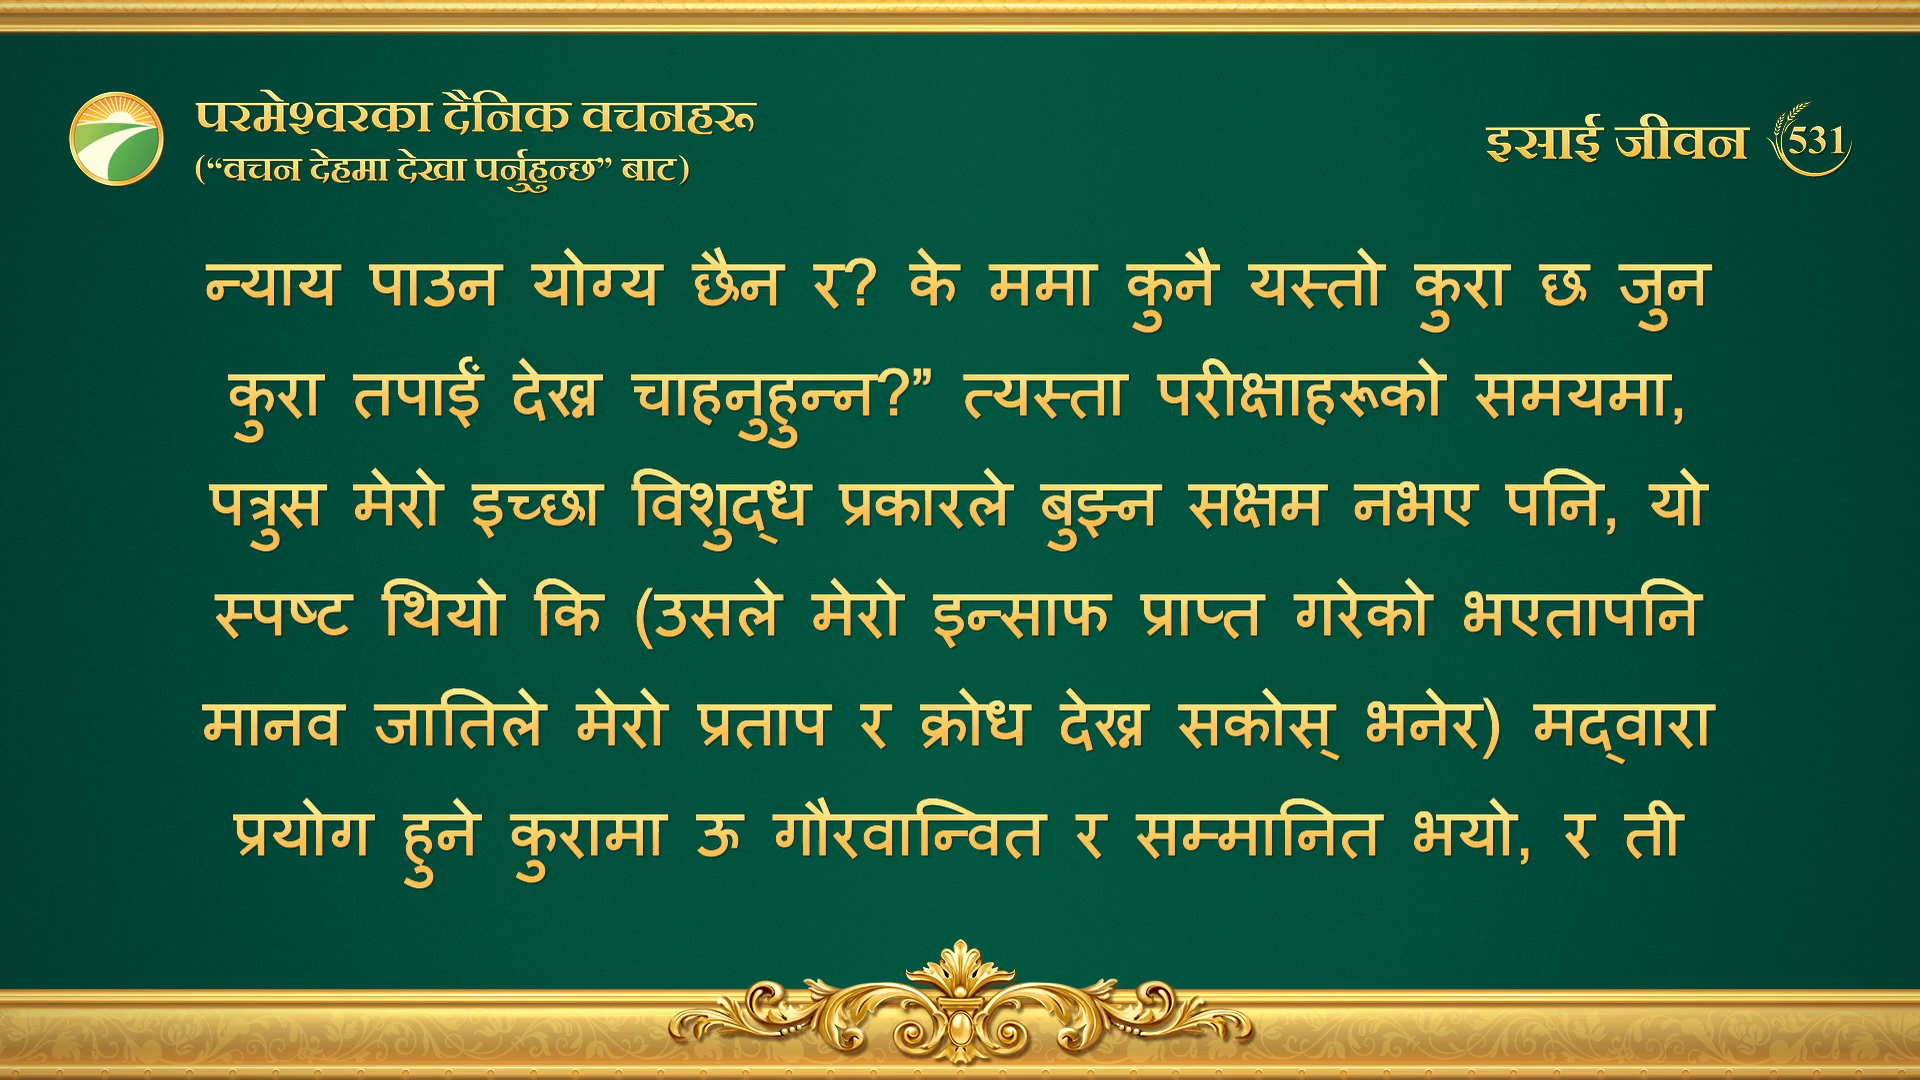 परमेश्वरका दैनिक वचनहरू
(“वचन देहमा देखा पर्नुहुन्छ” बाट)
इसाई जीवन 531
न्याय पाउन योग्य छैन र? के ममा कुनै यस्तो कुरा छ जुन
कुरा तपाईं देख्न चाहनुहुन्न?” त्यस्ता परीक्षाहरूको समयमा,
पत्रुस मेरो इच्छा विशुद्ध प्रकारले बुझ्न सक्षम नभए पनि, यो
स्पष्ट थियो कि (उसले मेरो इन्साफ प्राप्त गरेको भएतापनि
मानव जातिले मेरो प्रताप र क्रोध देख्न सकोस् भनेर) मद्वारा
प्रयोग हुने कुरामा ऊ गौरवान्वित र सम्मानित भयो, र ती